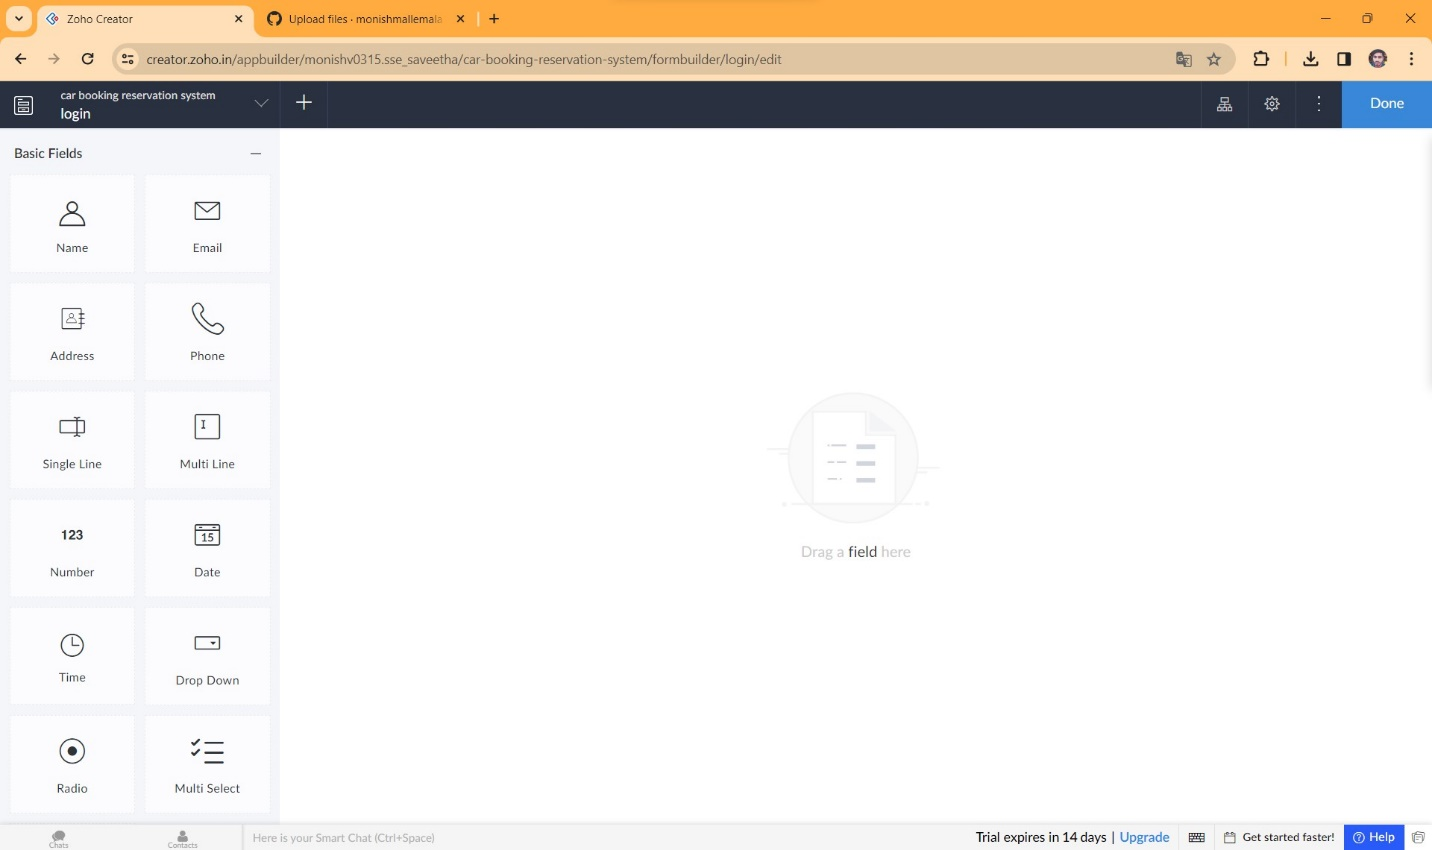 Zoho Creator
Upload files · monishmallemala
creator.zoho.in/appbuilder/monishv0315.sse_saveetha/car-booking-reservation-system/formbuilder/login/edit
car booking reservation system
login
Done
Basic Fields
Name
Email
Address
Phone
Single Line
Multi Line
123
15
Number
Date
Time
Drop Down
Radio
Multi Select
Drag a field here
Chats
Contacts
Here is your Smart Chat (Ctrl+Space)
Trial expires in 14 days | Upgrade
Get started faster!
Help